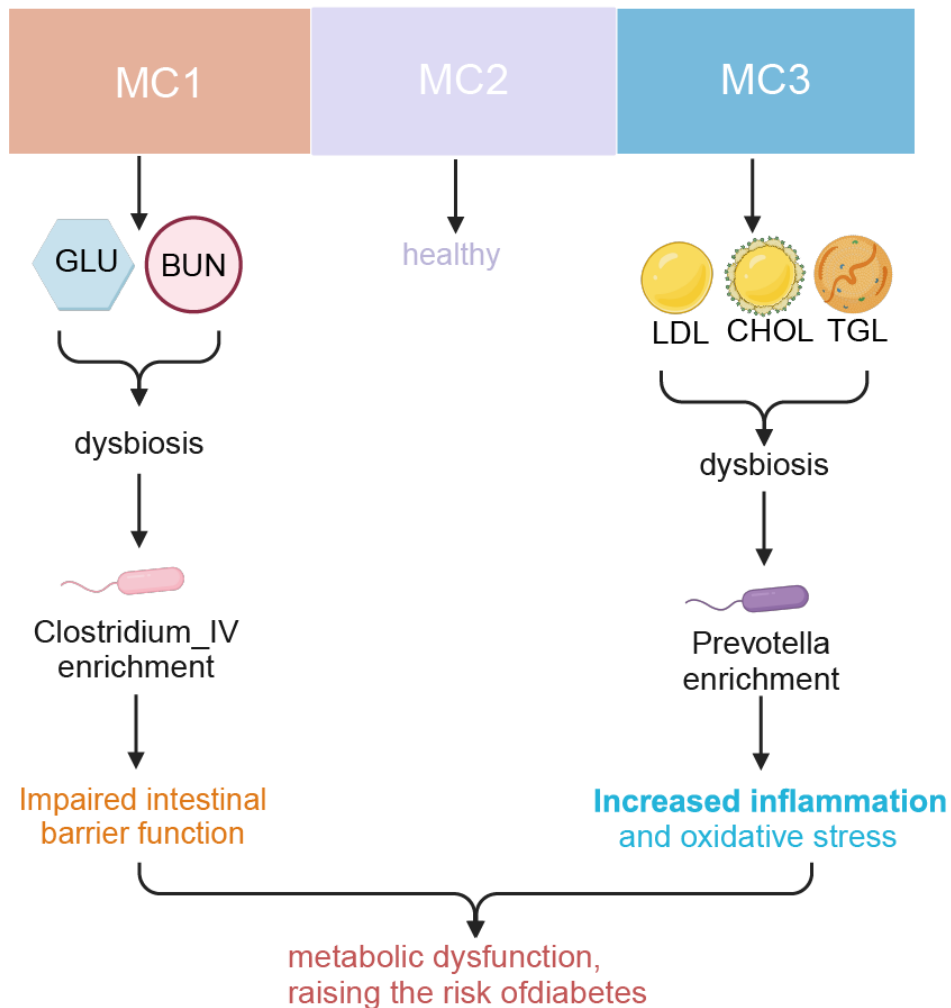 MC1
MC2
MC3
GLU
BUN
healthy
LDL
CHOL
TGL
dysbiosis
dysbiosis
Clostridium_IV
enrichment
Prevotella
enrichment
Impaired intestinal
barrier function
Increased inflammation
and oxidative stress
metabolic dysfunction,
raising the risk ofdiabetes